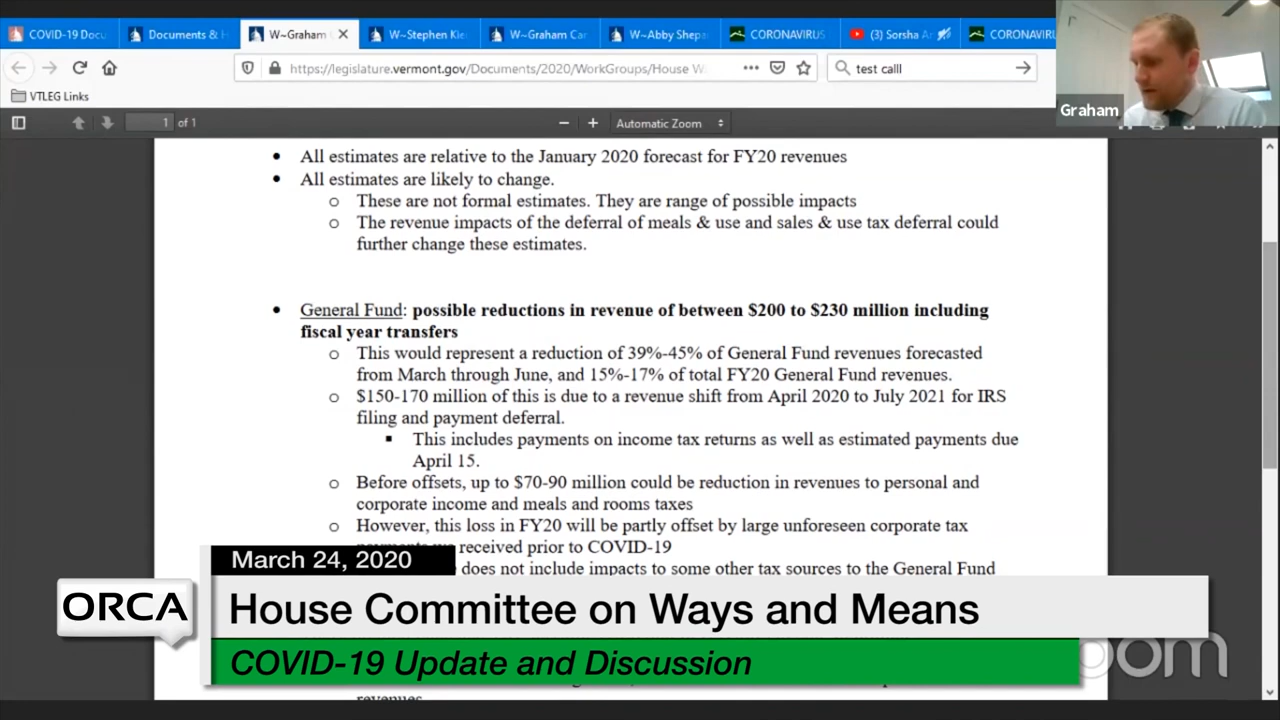 COVID-19 Docu
Documents & H
W~Graham C
W~Stephen Kle
W~Graham Car
W~Abby Shepa
CORONAVIRUS
(3) Sorsha Ar
CORONAVIRU
https://legislature.vermont.gov/Documents/2020/WorkGroups/House W
test calll
VTLEG Links
Graham
1 of 1
Automatic Zoom
All estimates are relative to the January 2020 forecast for FY20 revenues
All estimates are likely to change.
These are not formal estimates. They are range of possible impacts
The revenue impacts of the deferral of meals & use and sales & use tax deferral could
further change these estimates.
General Fund: possible reductions in revenue of between $200 to $230 million including
fiscal year transfers
This would represent a reduction of 39%-45% of General Fund revenues forecasted
from March through June, and 15%-17% of total FY20 General Fund revenues.
$150-170 million of this is due to a revenue shift from April 2020 to July 2021 for IRS
filing and payment deferral.
This includes payments on income tax returns as well as estimated payments due
April 15.
Before offsets, up to $70-90 million could be reduction in revenues to personal and
corporate income and meals and rooms taxes
However, this loss in FY20 will be partly offset by large unforeseen corporate tax
received prior to COVID-19
does not include impacts to some other tax sources to the General Fund
March 24, 2020
ORCA
House Committee on Ways and Means
COVID-19 Update and Discussion
oom
revenues.